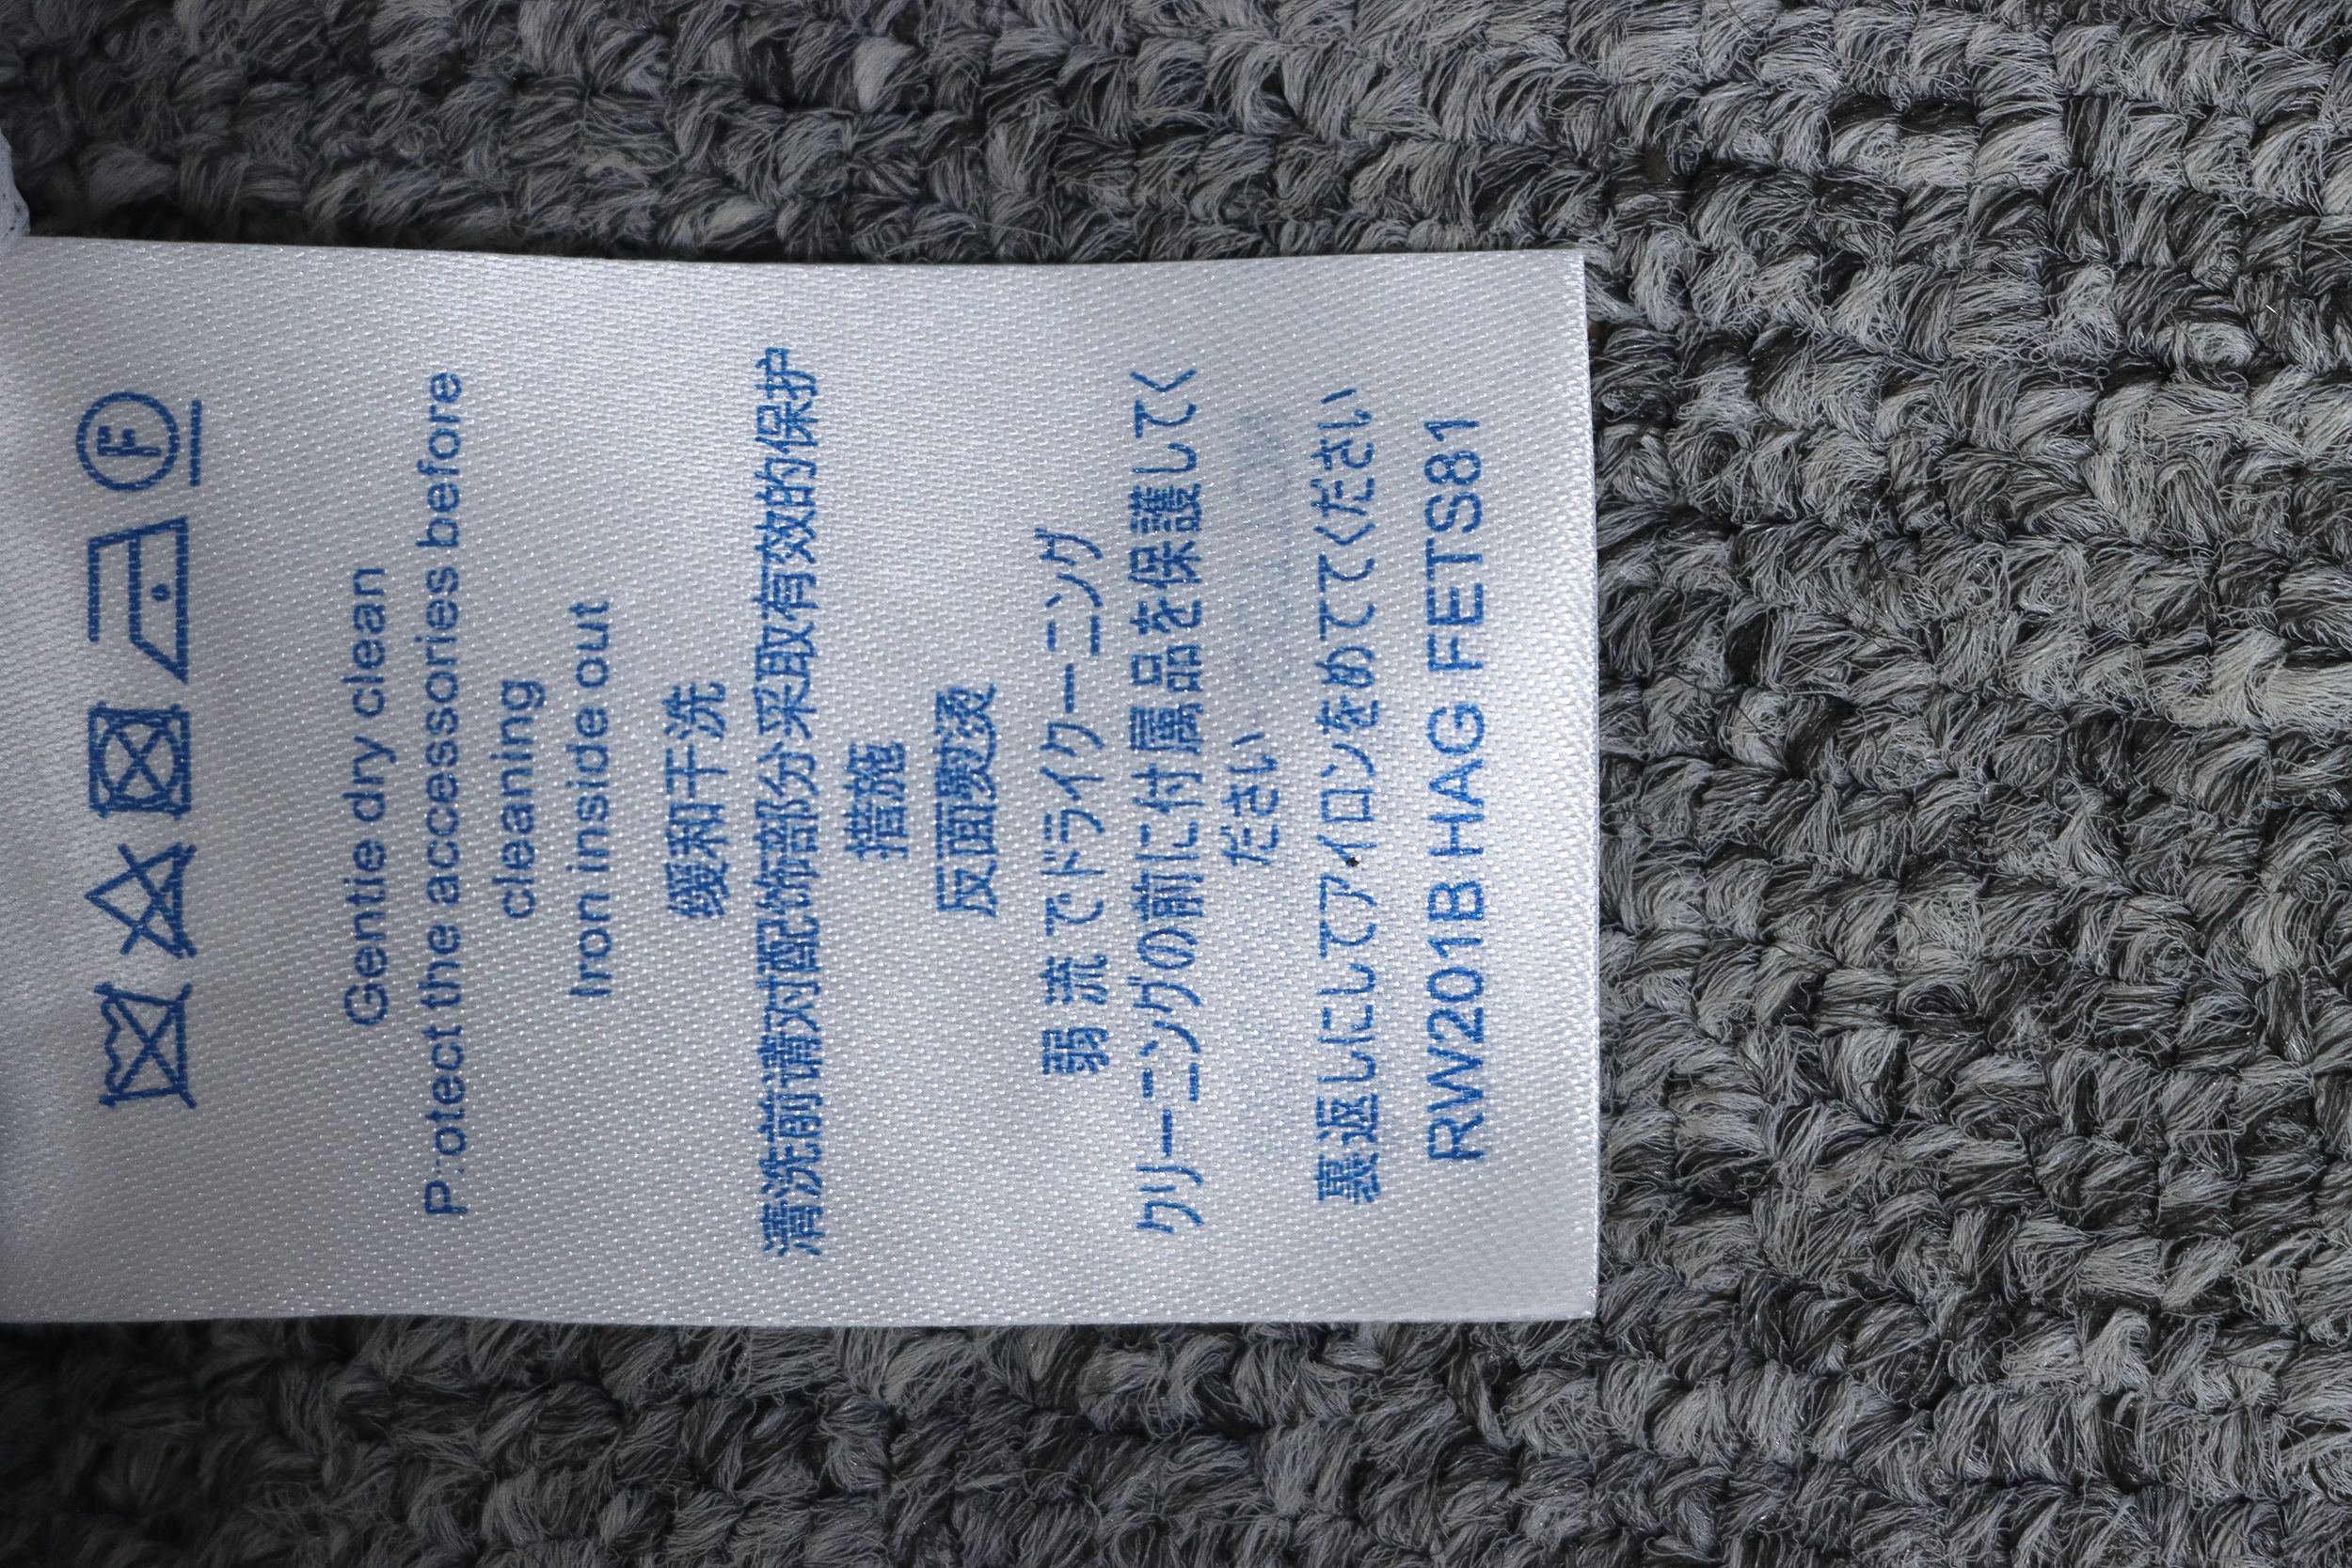 F
Gentie dry clean
Protect the accessories before
cleaning
Iron inside out
缓和干洗
清洗前请对配饰部分采取有效的保护
措施
反面熨烫
弱流でドライクーニング
クリーニングの前に付属品を保護してく
ださい
裏返しにしてアイロンをめててください
RW201B HAG FETS81